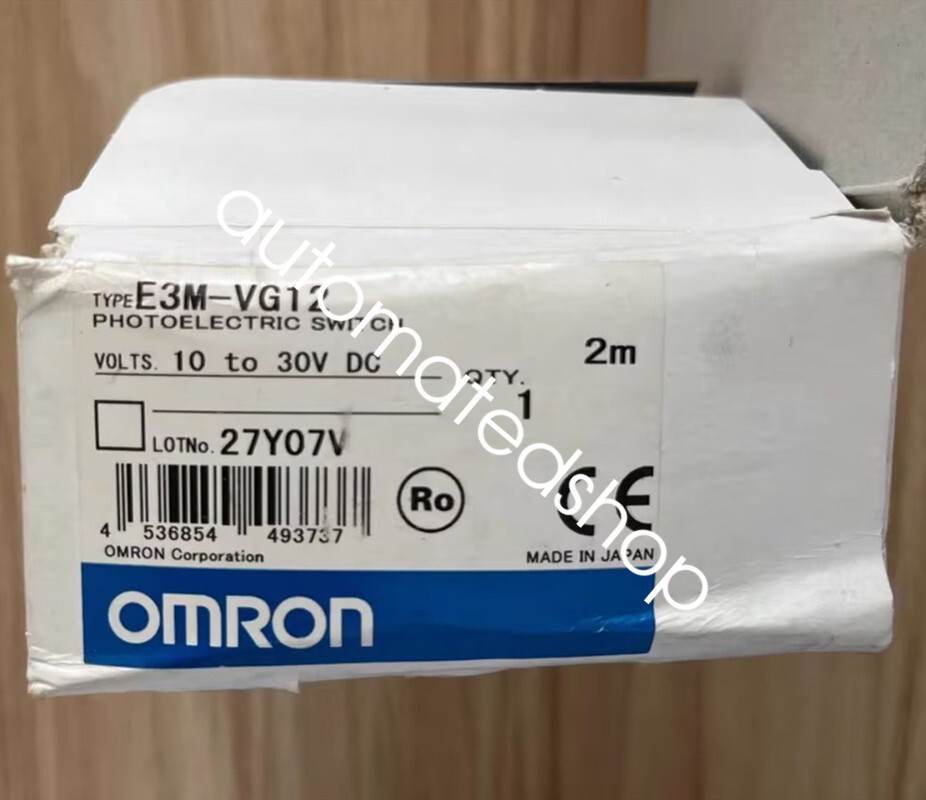 TYPE E3M-VG12
PHOTOELECTRIC SWITCH
VOLTS. 10 to 30V DC
2m
QTY. 1
LOTNo. 27Y07V
Ro
CE
4 536854 493737
OMRON Corporation
MADE IN JAPAN
OMRON
automatedshop